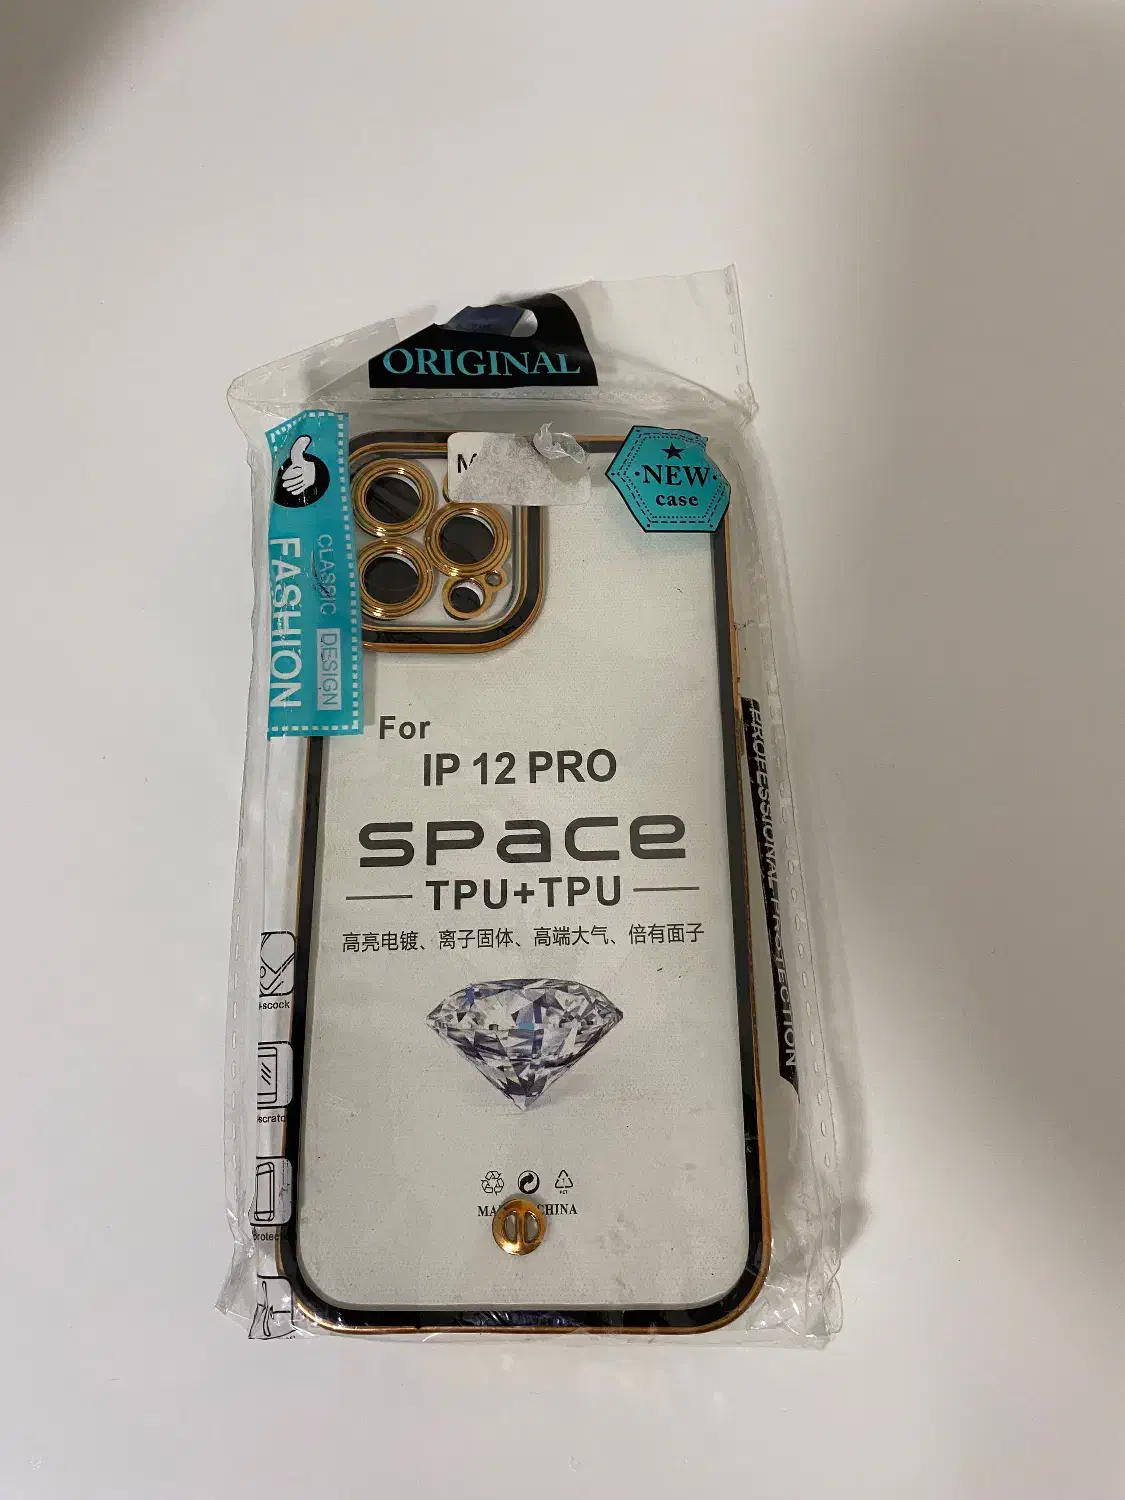 ORIGINAL
NEW
case
CLASSIC DESIGN
FASHION
For
IP 12 PRO
SPace
TPU+TPU
高亮电镀、离子固体、高端大气、倍有面子
PROFESSIONAL PROTECTION
CHINA